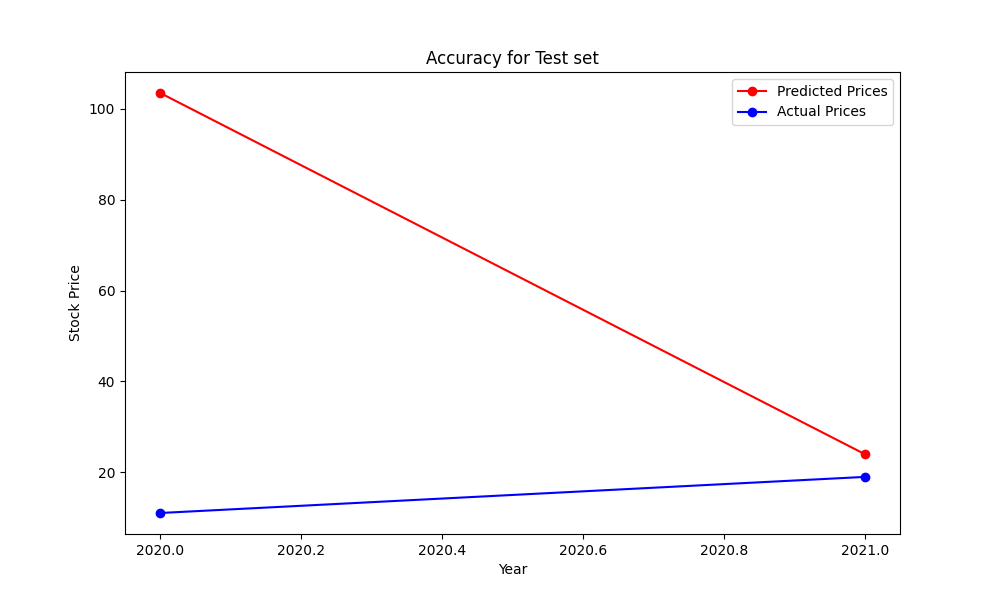 Accuracy for Test set
Predicted Prices
Actual Prices
100
80
60
40
20
Stock Price
2020.0 2020.2 2020.4 2020.6 2020.8 2021.0
Year